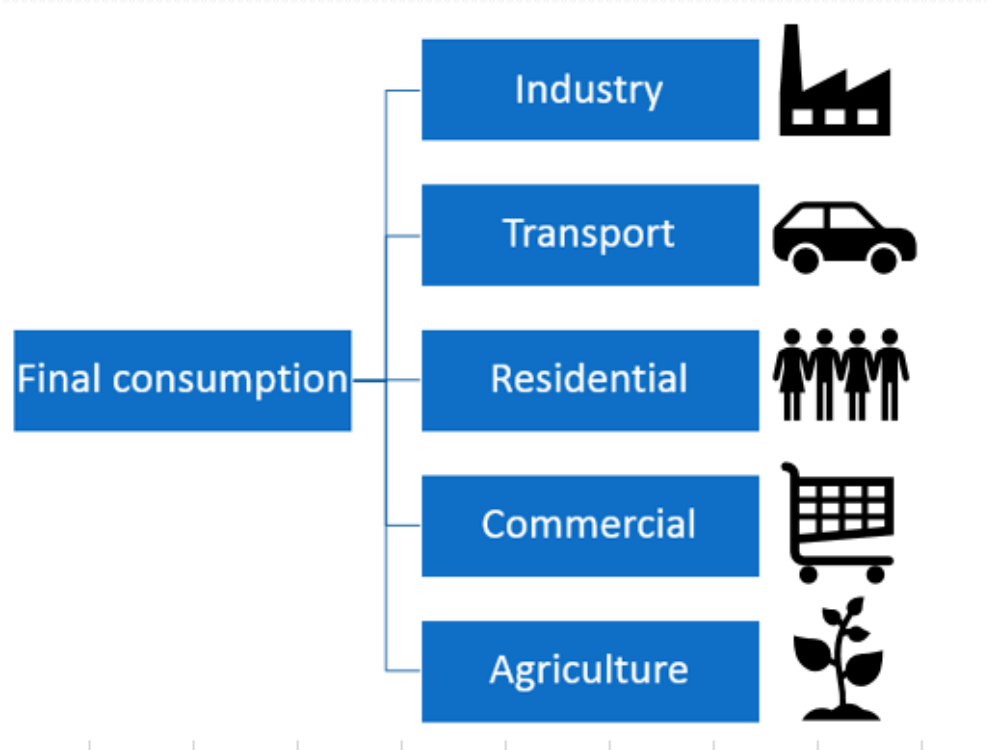 Industry
Transport
Final consumption
Residential
Commercial
Agriculture